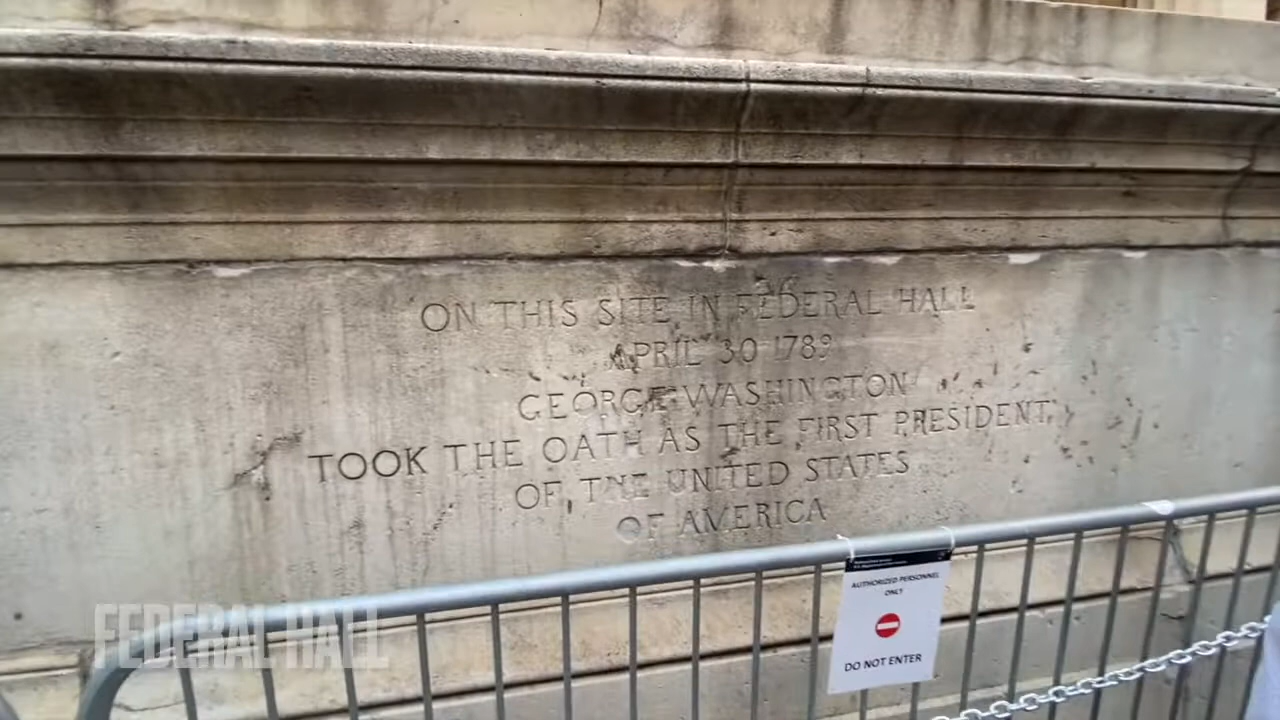 ON THIS SITE IN FEDERAL HALL
APRIL 30 1789
GEORGE WASHINGTON
TOOK THE OATH AS THE FIRST PRESIDENT
OF THE UNITED STATES
OF AMERICA
AUTHORIZED PERSONNEL
ONLY
DO NOT ENTER
FEDERAL HALL